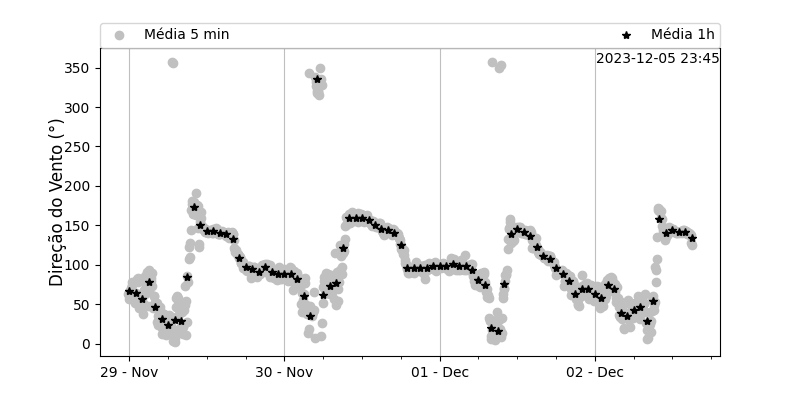 Média 5 min
Média 1h
2023-12-05 23:45
Direção do Vento (°)
350
300
250
200
150
100
50
0
29 - Nov
30 - Nov
01 - Dec
02 - Dec